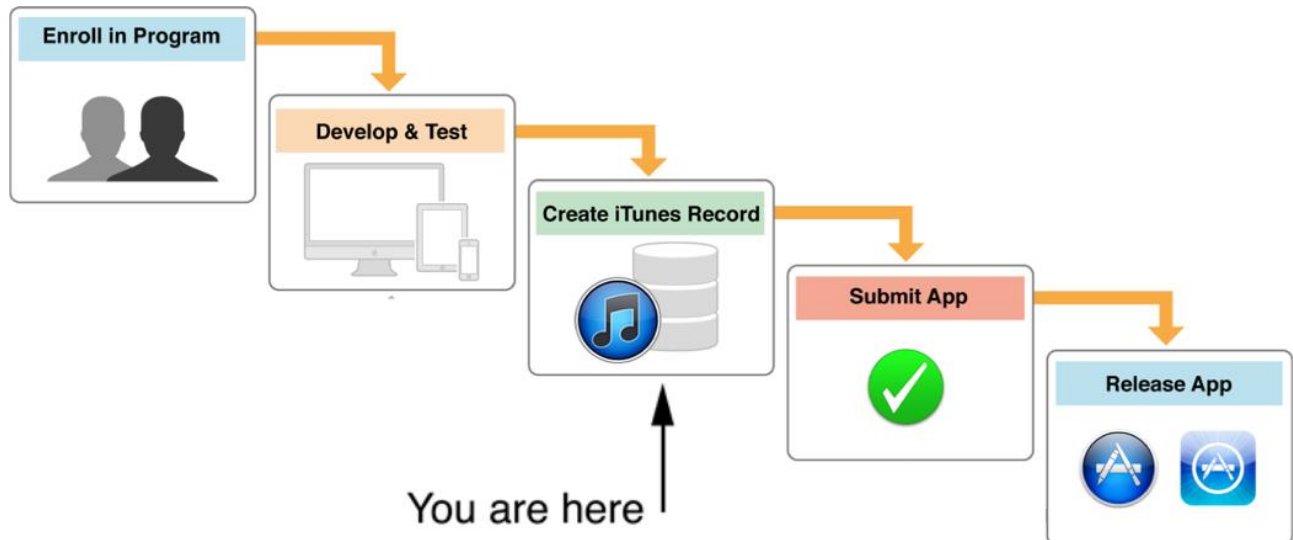 Enroll in Program
Develop & Test
Create iTunes Record
Submit App
Release App
You are here